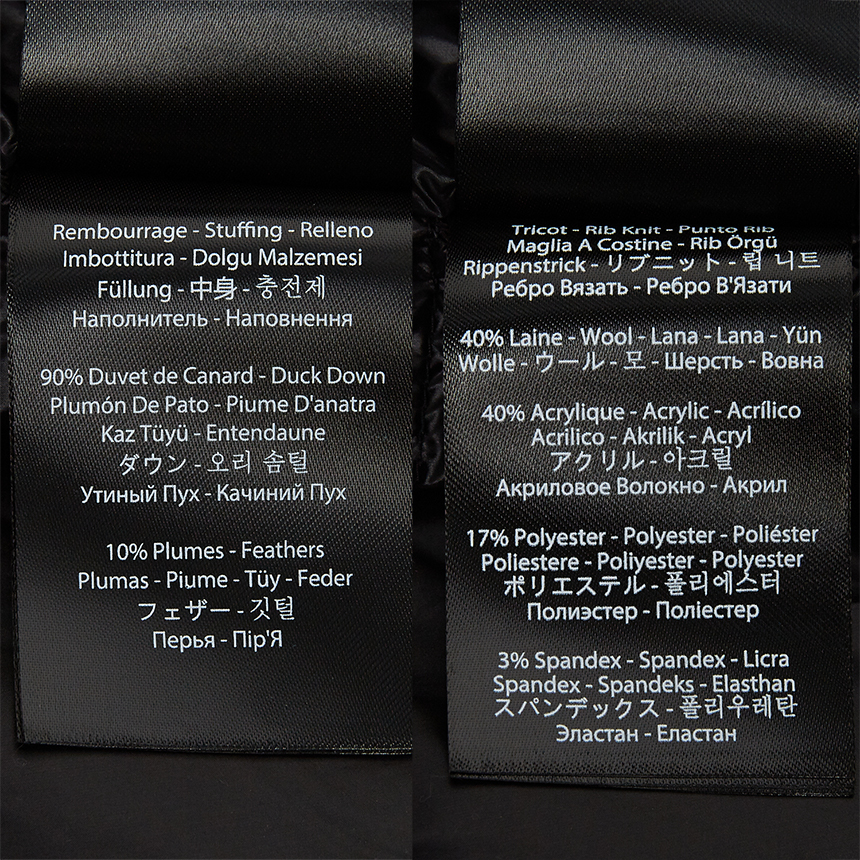 Rembourrage - Stuffing - Relleno
Imbottitura - Dolgu Malzemesi
Füllung - 中身 - 충전제
Наполнитель - Наповнення
90% Duvet de Canard - Duck Down
Plumón De Pato - Piume D'anatra
Kaz Tüyü - Entendaune
ダウン - 오리 솜털
Утиный Пух - Качиний Пух
10% Plumes - Feathers
Plumas - Piume - Tüy - Feder
フェザー - 깃털
Перья - Пір'Я
Tricot - Rib Knit - Punto Rib
Maglia A Costine - Rib Örgü
Rippenstrick - リブニット - 립 니트
Ребро Вязать - Ребро В'Язати
40% Laine - Wool - Lana - Lana - Yün
Wolle - ウール - 모 - Шерсть - Вовна
40% Acrylique - Acrylic - Acrílico
Acrilico - Akrilik - Acryl
アクリル - 아크릴
Акриловое Волокно - Акрил
17% Polyester - Polyester - Poliéster
Poliestere - Poliyester - Polyester
ポリエステル - 폴리에스터
Полиэстер - Поліестер
3% Spandex - Spandex - Licra
Spandex - Spandeks - Elasthan
スパンデックス - 폴리우레탄
Эластан - Еластан